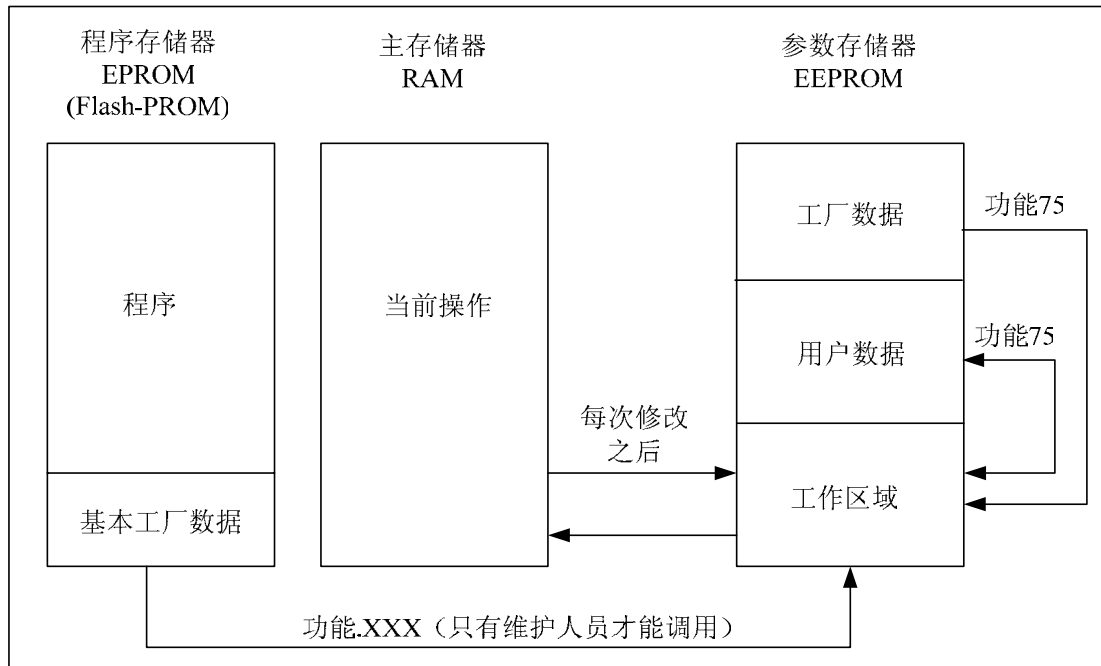 程序存储器
EPROM
(Flash-PROM)
主存储器
RAM
参数存储器
EEPROM
程序
基本工厂数据
当前操作
每次修改
之后
工厂数据
用户数据
工作区域
功能75
功能75
功能.XXX（只有维护人员才能调用）